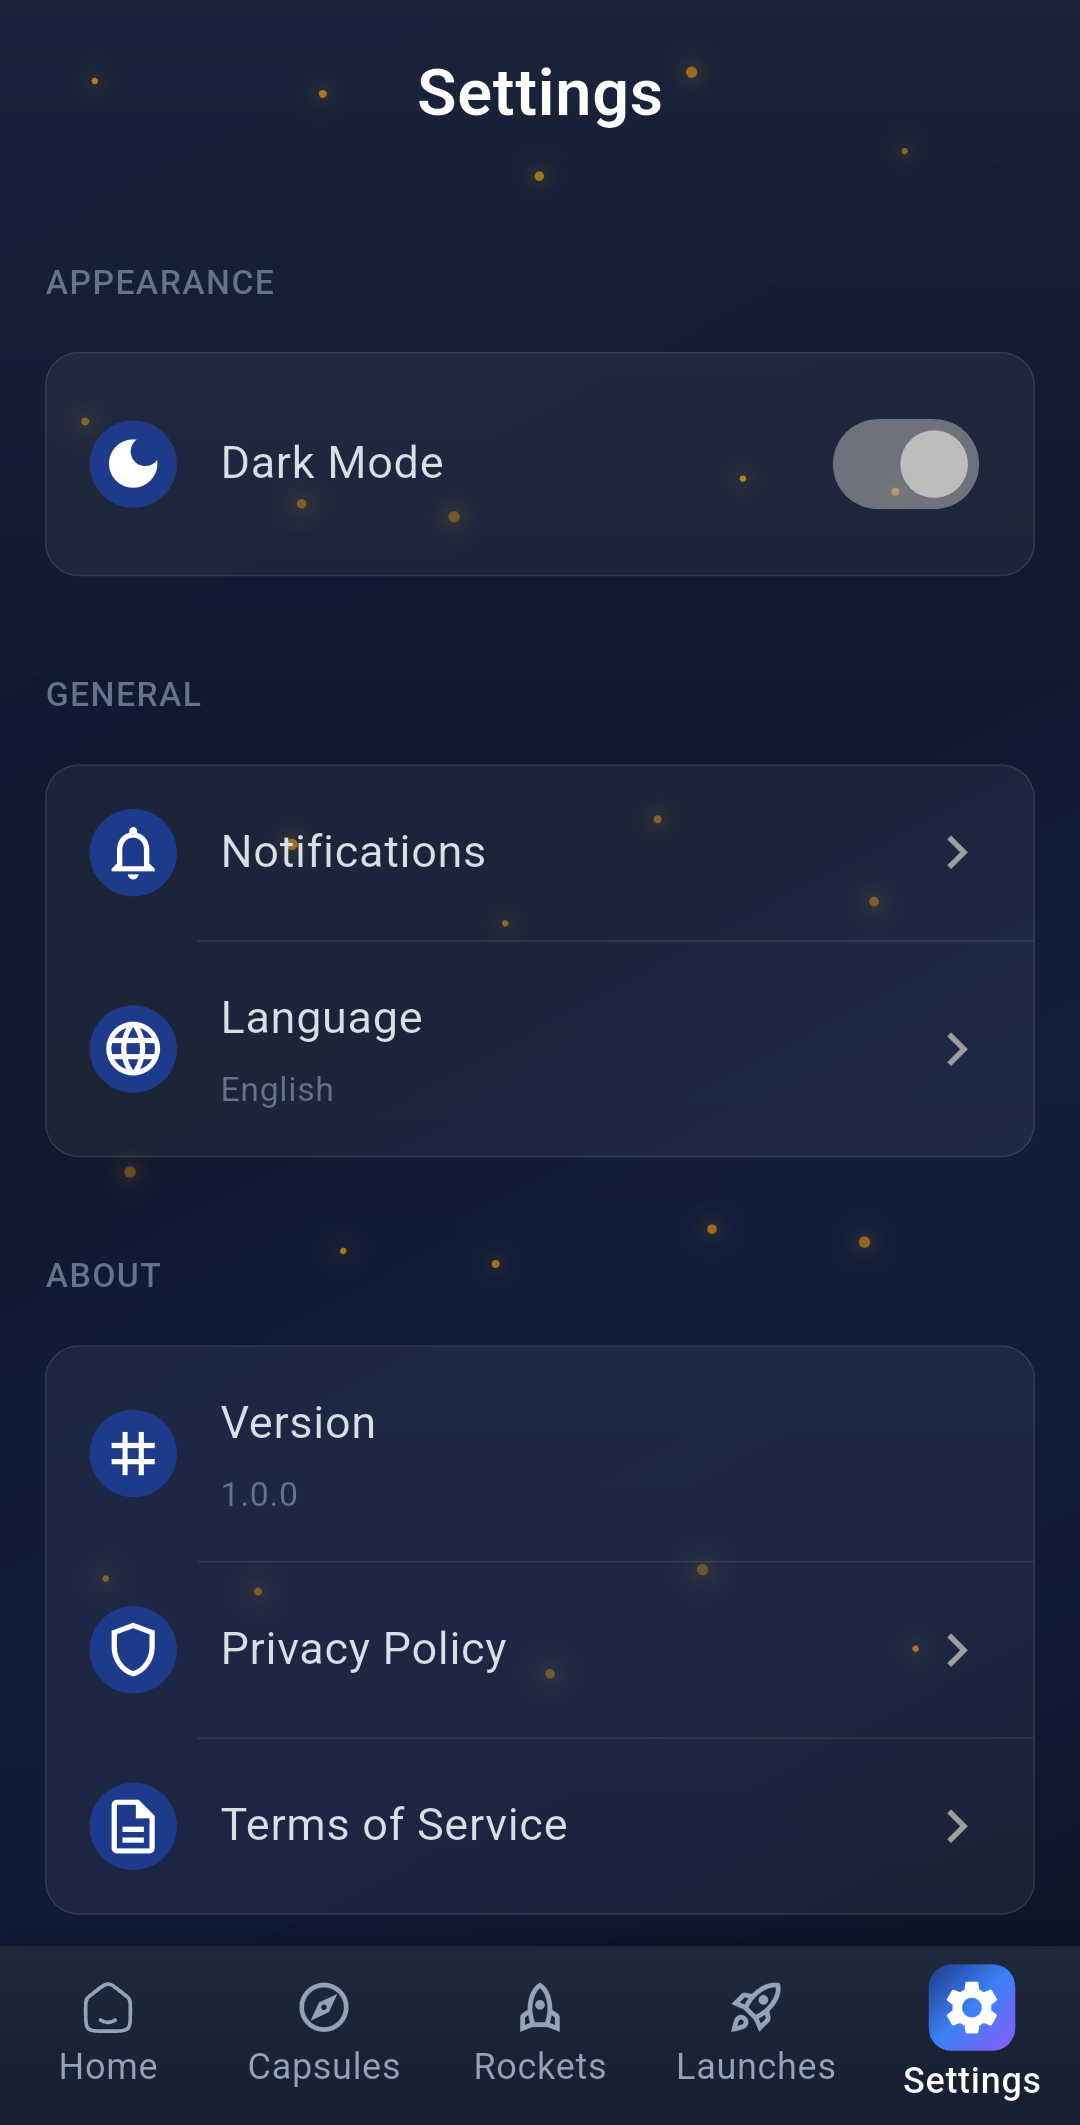 Settings
APPEARANCE
Dark Mode
GENERAL
Notifications
Language
English
ABOUT
Version
1.0.0
Privacy Policy
Terms of Service
Home
Capsules
Rockets
Launches
Settings